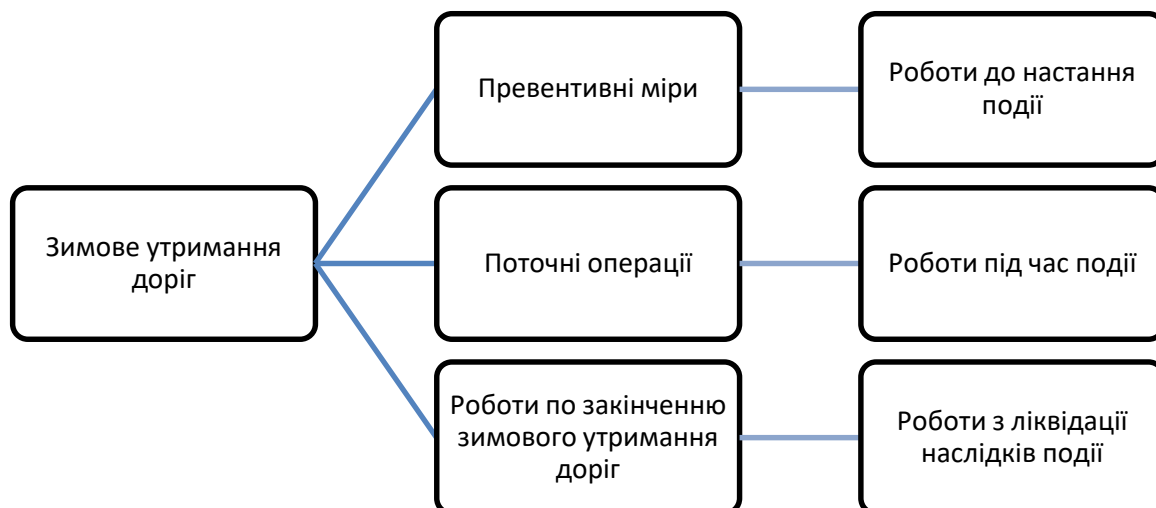 Превентивні міри
Роботи до настання
події
Зимове утримання
доріг
Поточні операції
Роботи під час події
Роботи по закінченню
зимового утримання
доріг
Роботи з ліквідації
наслідків події